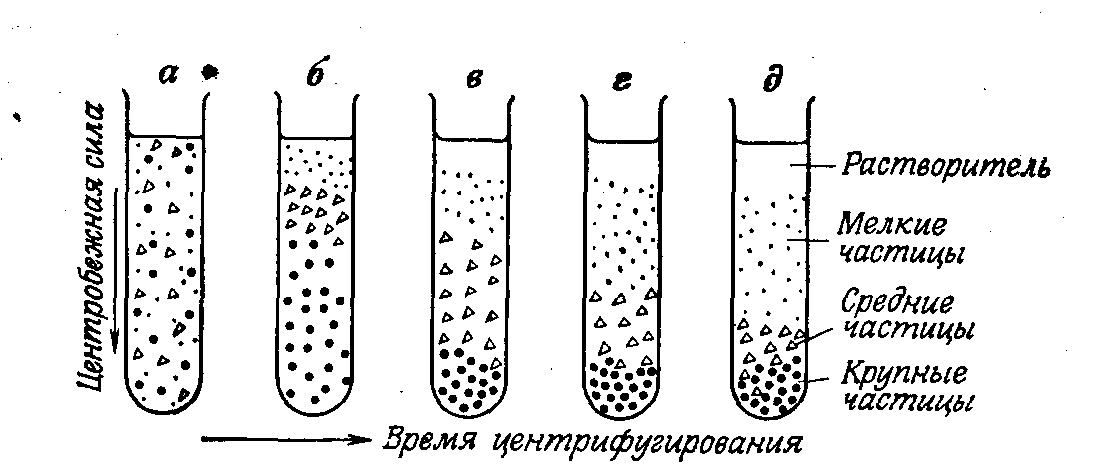 а б в г д
Центробежная сила
Растворитель
Мелкие
частицы
Средние
частицы
Крупные
частицы
Время центрифугирования